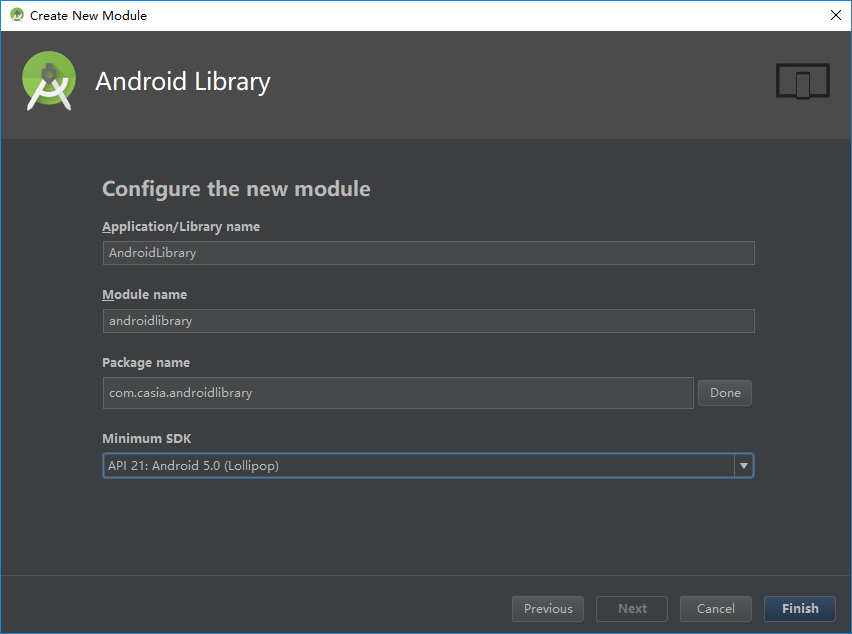 Create New Module
Android Library
Configure the new module
Application/Library name
AndroidLibrary
Module name
androidlibrary
Package name
com.casia.androidlibrary
Done
Minimum SDK
API 21: Android 5.0 (Lollipop)
Previous
Next
Cancel
Finish